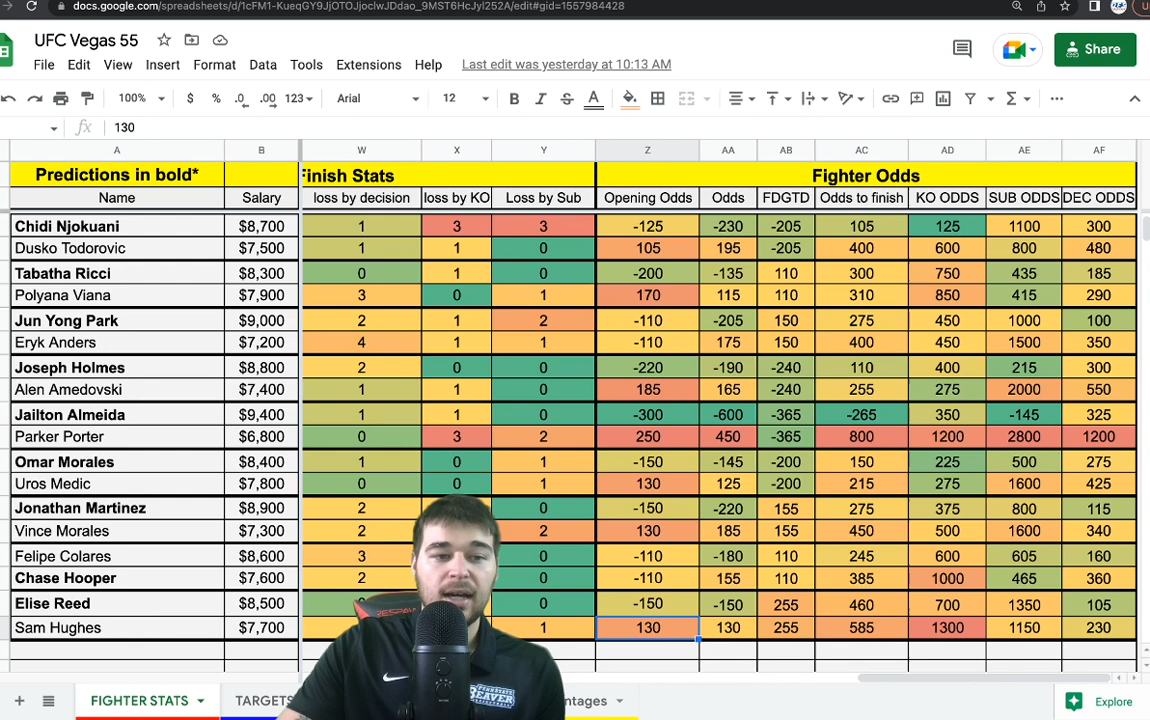 docs.google.com/spreadsheets/d/1cFM1-KueqGY9JjOTOJjocIwJDdao_9MST6HcJyl252A/edit#gid=1557984428
UFC Vegas 55
File Edit View Insert Format Data Tools Extensions Help Last edit was yesterday at 10:13 AM
Share
100% $ % .0 .00 123 Arial 12 B I S A
fx 130
A B W X Y Z AA AB AC AD AE AF
Predictions in bold* Finish Stats Fighter Odds
Name Salary loss by decision loss by KO Loss by Sub Opening Odds Odds FDGTD Odds to finish KO ODDS SUB ODDS DEC ODDS
Chidi Njokuani $8,700 1 3 3 -125 -230 -205 105 125 1100 300
Dusko Todorovic $7,500 1 1 0 105 195 -205 400 600 800 480
Tabatha Ricci $8,300 0 1 0 -200 -135 110 300 750 435 185
Polyana Viana $7,900 3 0 1 170 115 110 310 850 415 290
Jun Yong Park $9,000 2 1 2 -110 -205 150 275 450 1000 100
Eryk Anders $7,200 4 1 1 -110 175 150 400 450 1500 350
Joseph Holmes $8,800 2 0 0 -220 -190 -240 110 400 215 300
Alen Amedovski $7,400 1 1 0 185 165 -240 255 275 2000 550
Jailton Almeida $9,400 1 1 0 -300 -600 -365 -265 350 -145 325
Parker Porter $6,800 0 3 2 250 450 -365 800 1200 2800 1200
Omar Morales $8,400 1 0 1 -150 -145 -200 150 225 500 275
Uros Medic $7,800 0 0 1 130 125 -200 215 275 1600 425
Jonathan Martinez $8,900 2 0 -150 -220 155 275 375 800 115
Vince Morales $7,300 2 2 130 185 155 450 500 1600 340
Felipe Colares $8,600 3 0 -110 -180 110 245 600 605 160
Chase Hooper $7,600 2 0 -110 155 110 385 1000 465 360
Elise Reed $8,500 0 -150 -150 255 460 700 1350 105
Sam Hughes $7,700 1 130 130 255 585 1300 1150 230
RESPAWN
PENN STATE
BEAVER
FIGHTER STATS TARGETS ntages Explore